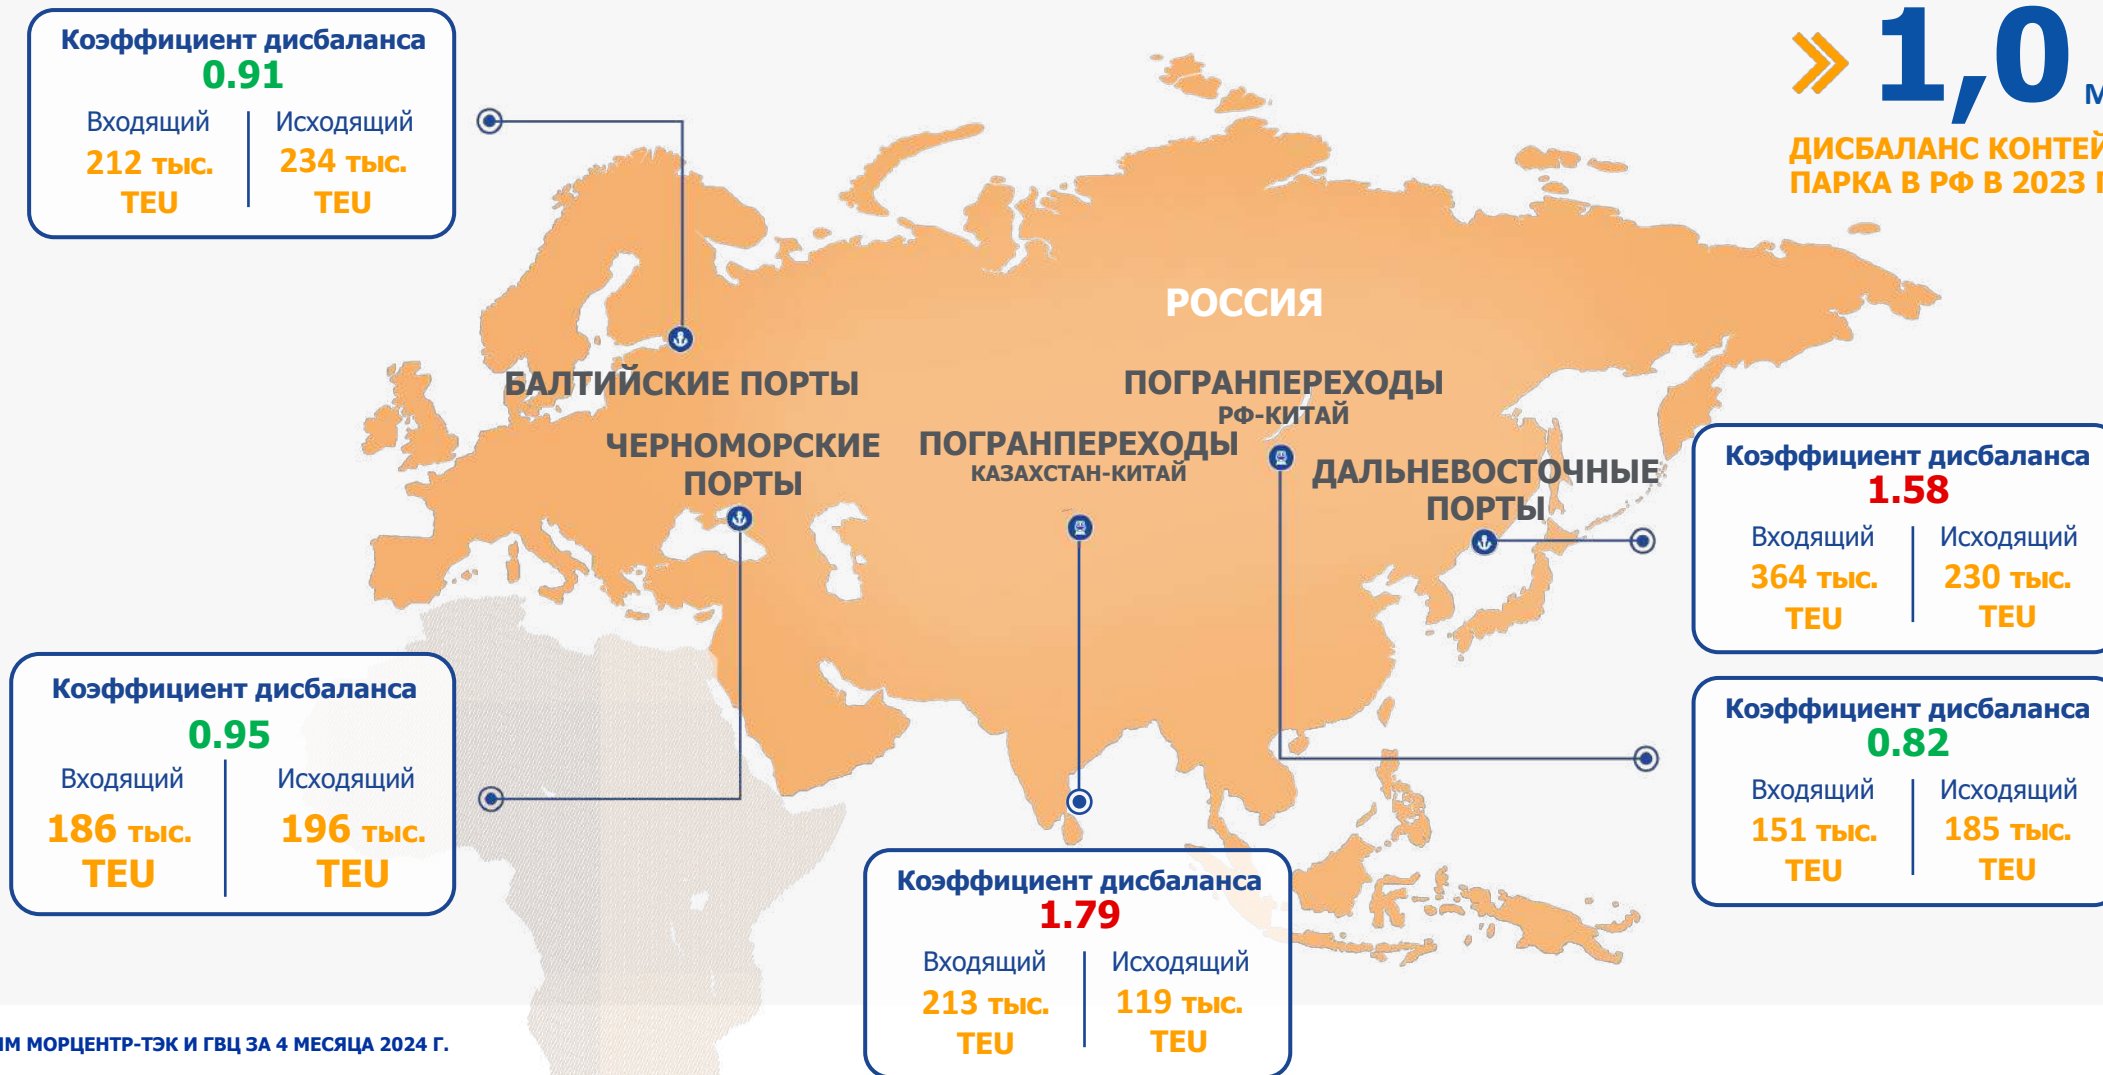 Коэффициент дисбаланса
0.91
Входящий
212 тыс.
TEU
Исходящий
234 тыс.
TEU
1,0
ДИСБАЛАНС
ПАРКА В РФ В 2023
РОССИЯ
БАЛТИЙСКИЕ ПОРТЫ
ПОГРАНПЕРЕХОДЫ
РФ-КИТАЙ
ЧЕРНОМОРСКИЕ
ПОРТЫ
ПОГРАНПЕРЕХОДЫ
КАЗАХСТАН-КИТАЙ
ДАЛЬНЕВОСТОЧНЫЕ
ПОРТЫ
Коэффициент дисбаланса
1.58
Входящий
364 тыс.
TEU
Исходящий
230 тыс.
TEU
Коэффициент дисбаланса
0.95
Входящий
186 тыс.
TEU
Исходящий
196 тыс.
TEU
Коэффициент дисбаланса
0.82
Входящий
151 тыс.
TEU
Исходящий
185 тыс.
TEU
Коэффициент дисбаланса
1.79
Входящий
213 тыс.
TEU
Исходящий
119 тыс.
TEU
МОРЦЕНТР-ТЭК И ГВЦ ЗА 4 МЕСЯЦА 2024 Г.